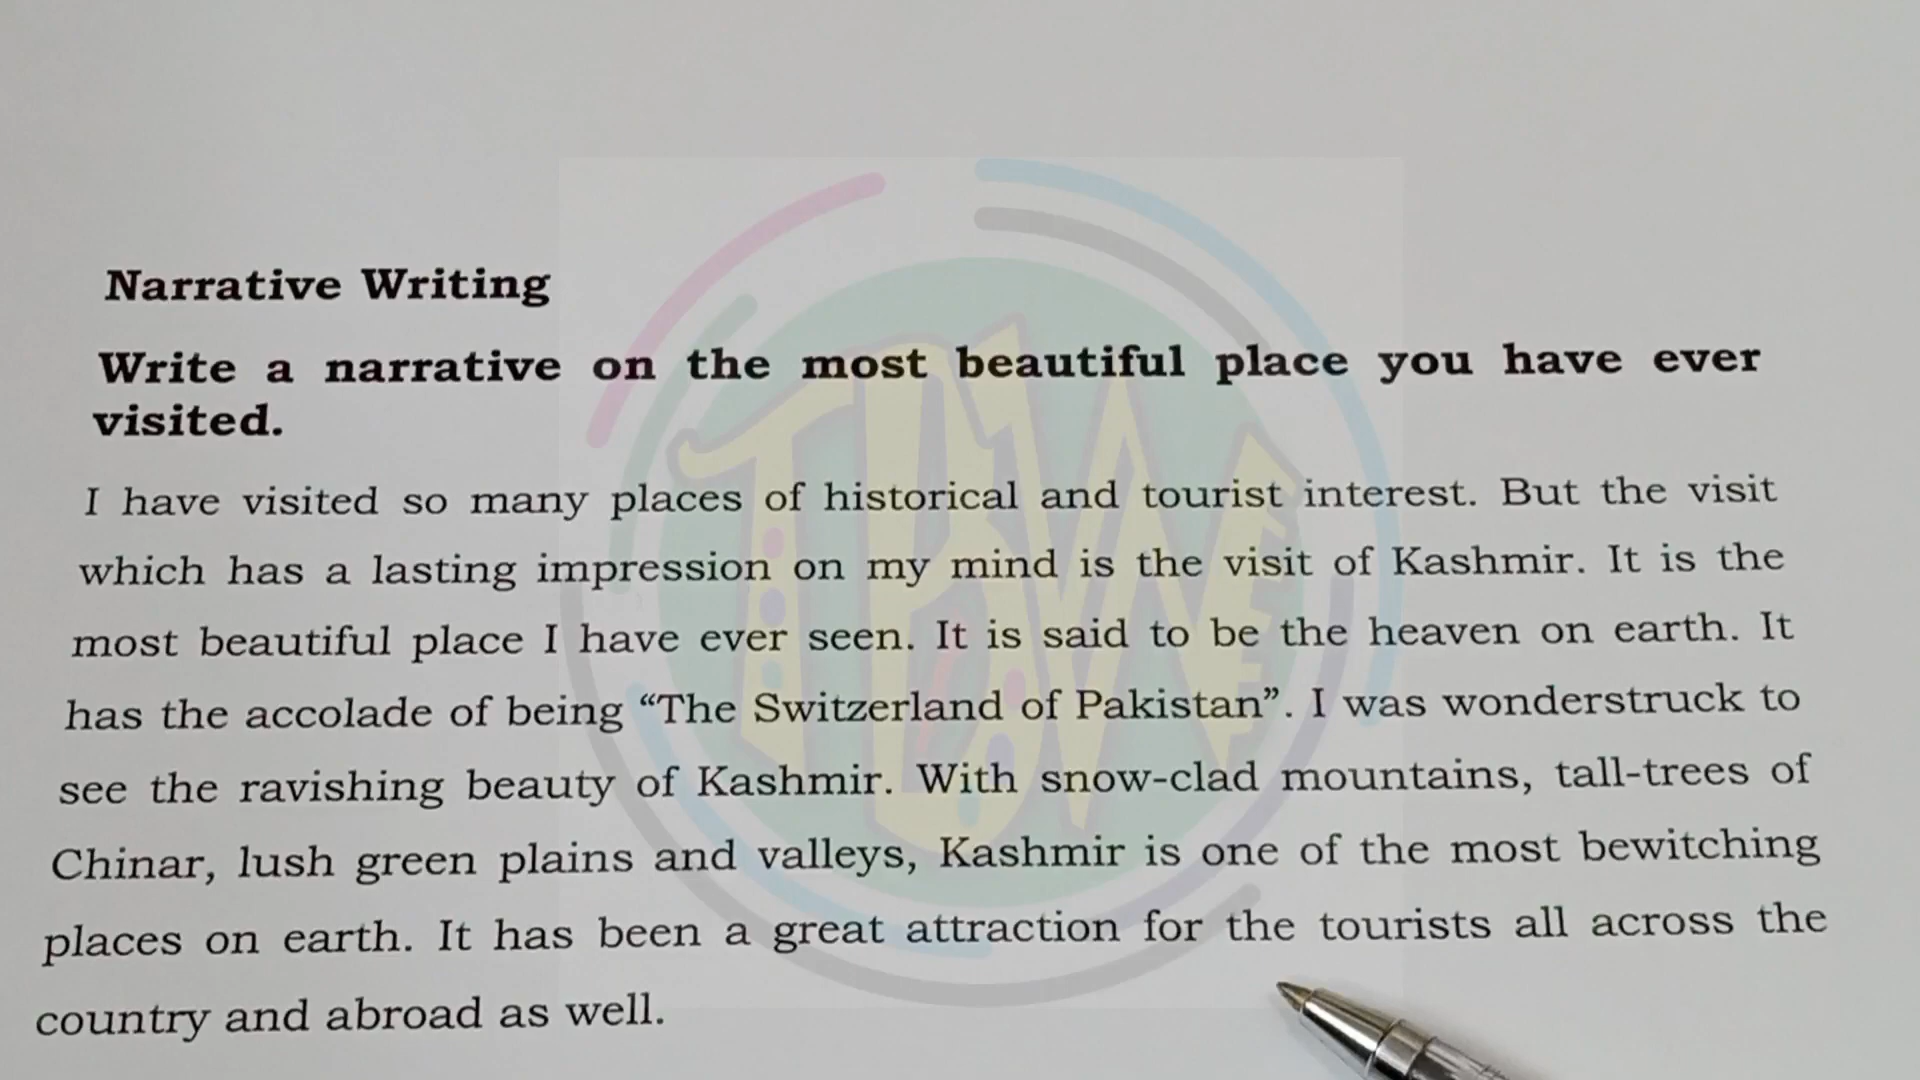 Narrative Writing
Write a narrative on the most beautiful place you have ever
visited.
I have visited so many places of historical and tourist interest. But the visit
which has a lasting impression on my mind is the visit of Kashmir. It is the
most beautiful place I have ever seen. It is said to be the heaven on earth. It
has the accolade of being “The Switzerland of Pakistan”. I was wonderstruck to
see the ravishing beauty of Kashmir. With snow-clad mountains, tall-trees of
Chinar, lush green plains and valleys, Kashmir is one of the most bewitching
places on earth. It has been a great attraction for the tourists all across the
country and abroad as well.